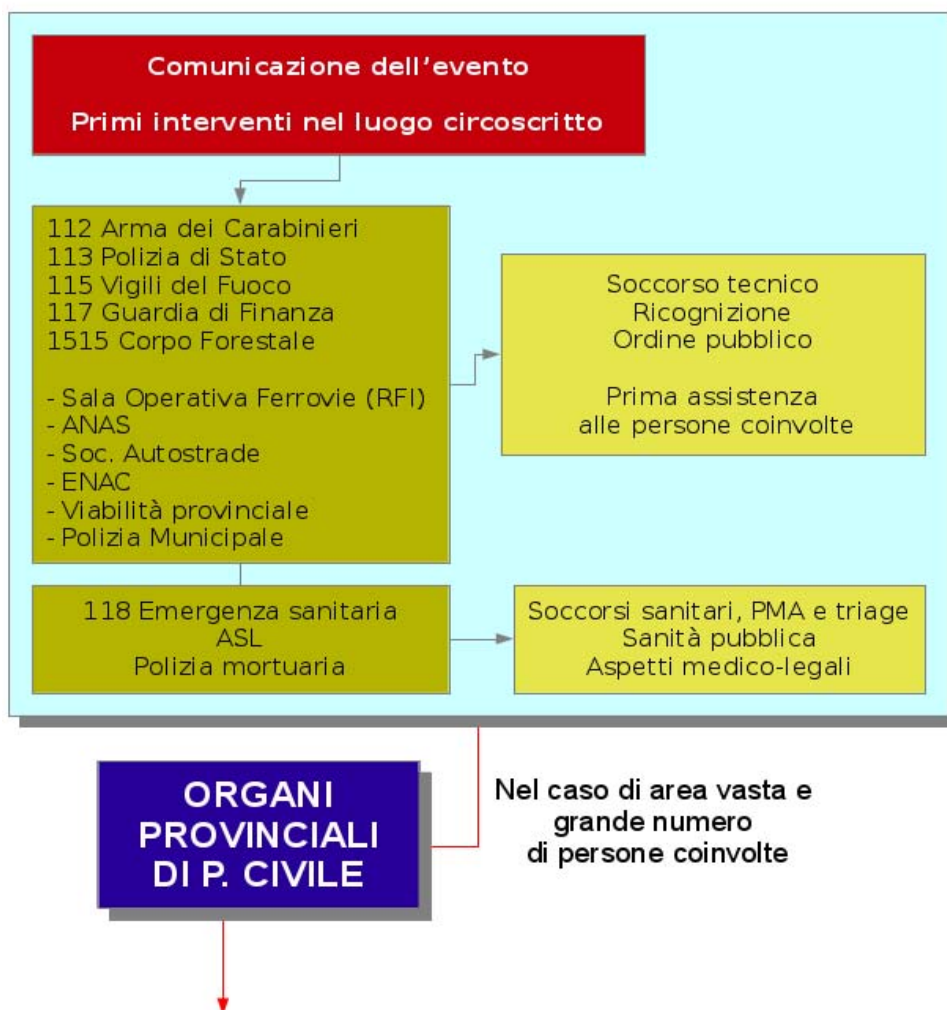 Comunicazione dell'evento
Primi interventi nel luogo circoscritto
112 Arma dei Carabinieri
113 Polizia di Stato
115 Vigili del Fuoco
117 Guardia di Finanza
1515 Corpo Forestale
- Sala Operativa Ferrovie (RFI)
- ANAS
- Soc. Autostrade
- ENAC
- Viabilità provinciale
- Polizia Municipale
Soccorso tecnico
Ricognizione
Ordine pubblico
Prima assistenza
alle persone coinvolte
118 Emergenza sanitaria
ASL
Polizia mortuaria
Soccorsi sanitari, PMA e triage
Sanità pubblica
Aspetti medico-legali
ORGANI
PROVINCIALI
DI P. CIVILE
Nel caso di area vasta e
grande numero
di persone coinvolte